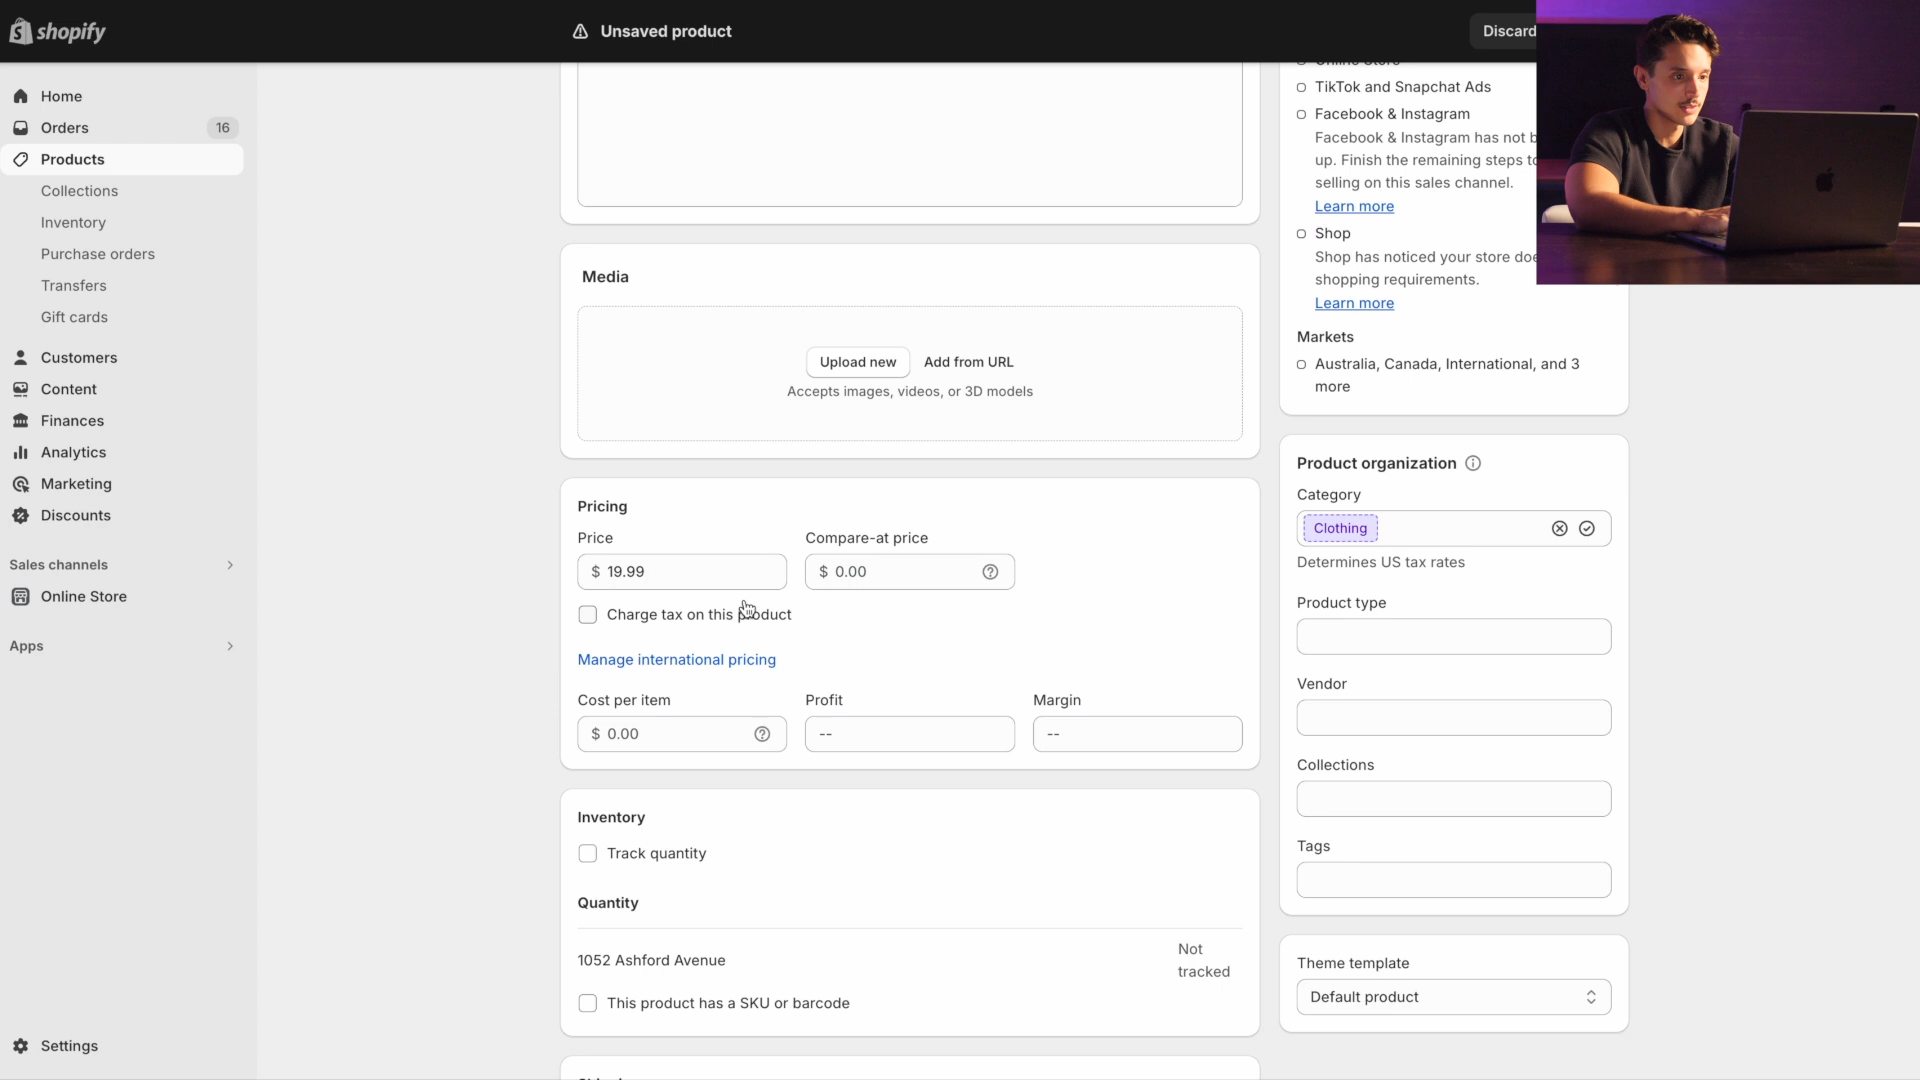 shopify
Unsaved product
Discard
Home
Orders
16
Products
Collections
Inventory
Purchase orders
Transfers
Gift cards
Customers
Content
Finances
Analytics
Marketing
Discounts
Sales channels
Online Store
Apps
Settings
Media
Upload new
Add from URL
Accepts images, videos, or 3D models
Pricing
Price
Compare-at price
$ 19.99
$ 0.00
Charge tax on this product
Manage international pricing
Cost per item
Profit
Margin
$ 0.00
--
--
Inventory
Track quantity
Quantity
1052 Ashford Avenue
Not
tracked
This product has a SKU or barcode
Online Store
TikTok and Snapchat Ads
Facebook & Instagram
Facebook & Instagram has not b
up. Finish the remaining steps to
selling on this sales channel.
Learn more
Shop
Shop has noticed your store doe
shopping requirements.
Learn more
Markets
Australia, Canada, International, and 3
more
Product organization
Category
Clothing
Determines US tax rates
Product type
Vendor
Collections
Tags
Theme template
Default product